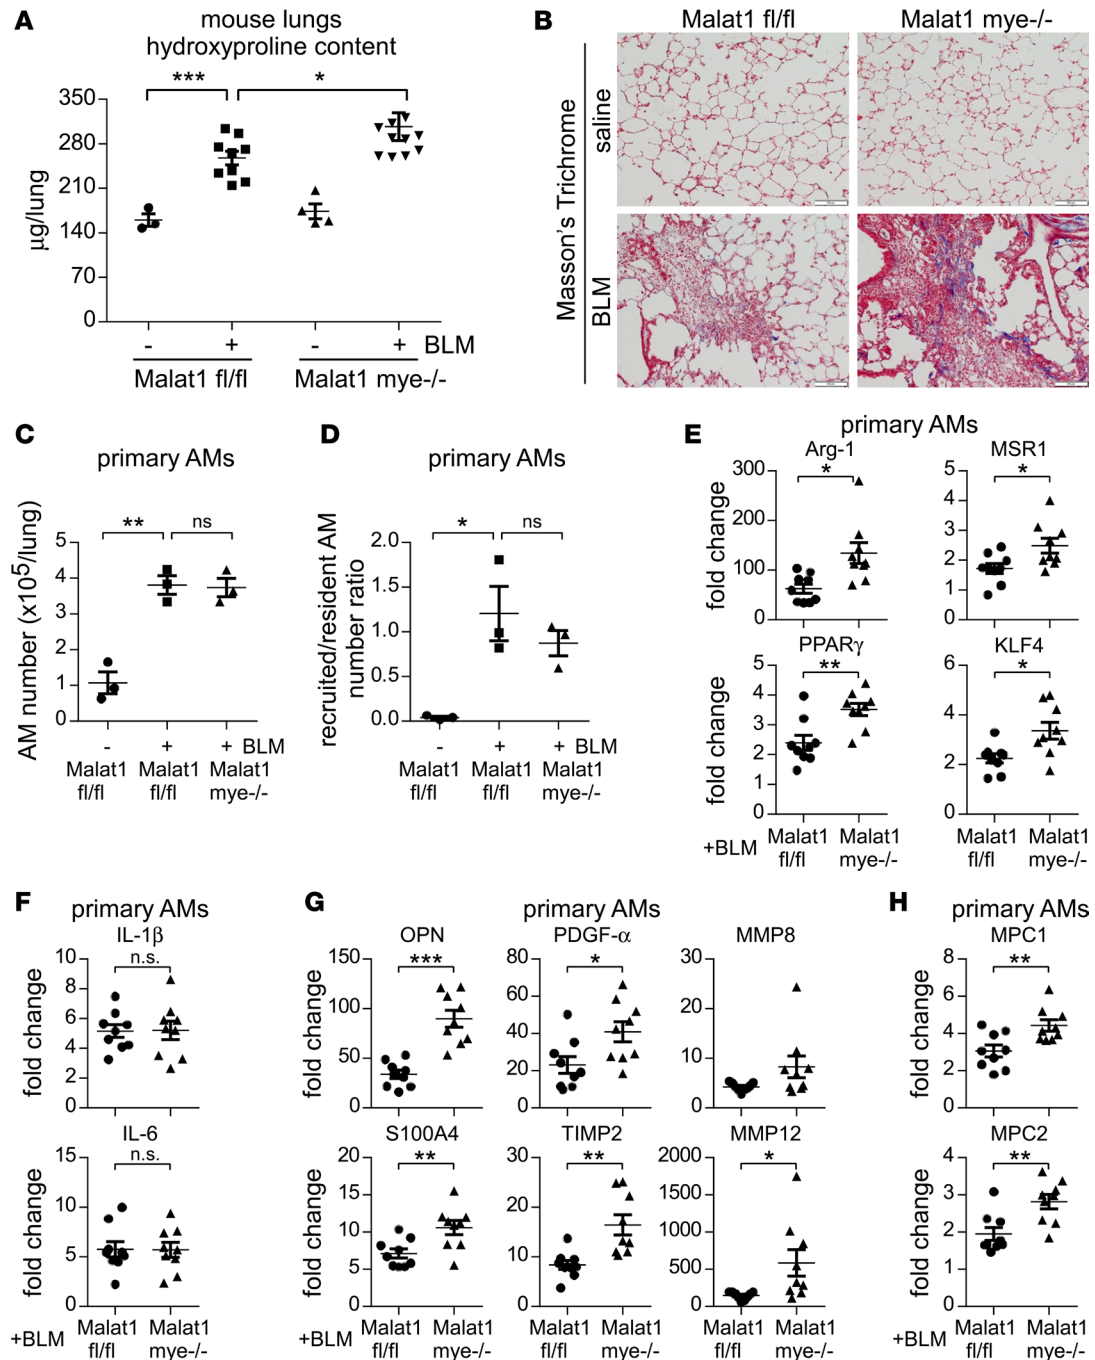 A
mouse lungs
hydroxyproline content
***
*
µg/lung
350
280
210
140
70
0
- + - + BLM
Malat1 fl/fl Malat1 mye-/-
B
Malat1 fl/fl Malat1 mye-/-
Masson's Trichrome
saline
BLM
C
primary AMs
AM number (x10⁵/lung)
** ns
5
4
3
2
1
0
- + + BLM
Malat1 Malat1 Malat1
fl/fl fl/fl mye-/-
D
primary AMs
recruited/resident AM
number ratio
* ns
2.0
1.5
1.0
0.5
0.0
- + + BLM
Malat1 Malat1 Malat1
fl/fl fl/fl mye-/-
E
primary AMs
Arg-1
*
fold change
300
200
100
0
MSR1
*
5
4
3
2
1
0
PPARγ
**
fold change
5
4
3
2
1
0
KLF4
*
6
4
2
0
+BLM
Malat1 Malat1 Malat1 Malat1
fl/fl mye-/- fl/fl mye-/-
F
primary AMs
IL-1β
n.s.
fold change
10
8
6
4
2
0
IL-6
n.s.
fold change
15
10
5
0
+BLM
Malat1 Malat1
fl/fl mye-/-
G
primary AMs
OPN
***
fold change
150
100
50
0
PDGF-α
*
80
60
40
20
0
MMP8
30
20
10
0
S100A4
**
fold change
20
15
10
5
0
TIMP2
**
30
20
10
0
MMP12
*
2000
1500
1000
500
0
+BLM
Malat1 Malat1 Malat1 Malat1 Malat1 Malat1
fl/fl mye-/- fl/fl mye-/- fl/fl mye-/-
H
primary AMs
MPC1
**
fold change
8
6
4
2
0
MPC2
**
fold change
4
3
2
1
0
+BLM
Malat1 Malat1
fl/fl mye-/-